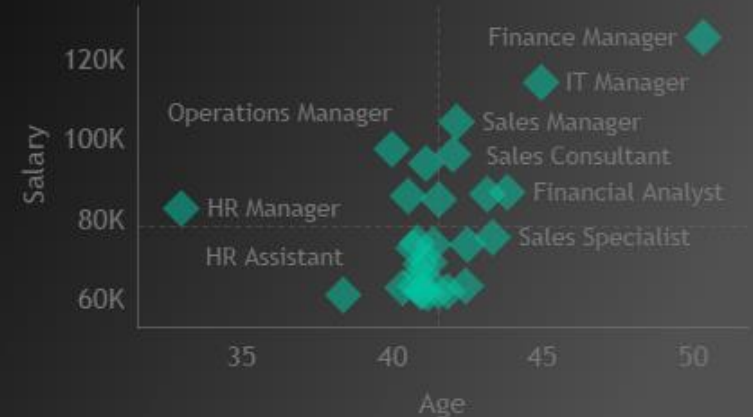 Finance Manager
120K
IT Manager
Operations Manager
Sales Manager
100K
Sales Consultant
Salary
Financial Analyst
HR Manager
80K
Sales Specialist
HR Assistant
60K
35 40 45 50
Age